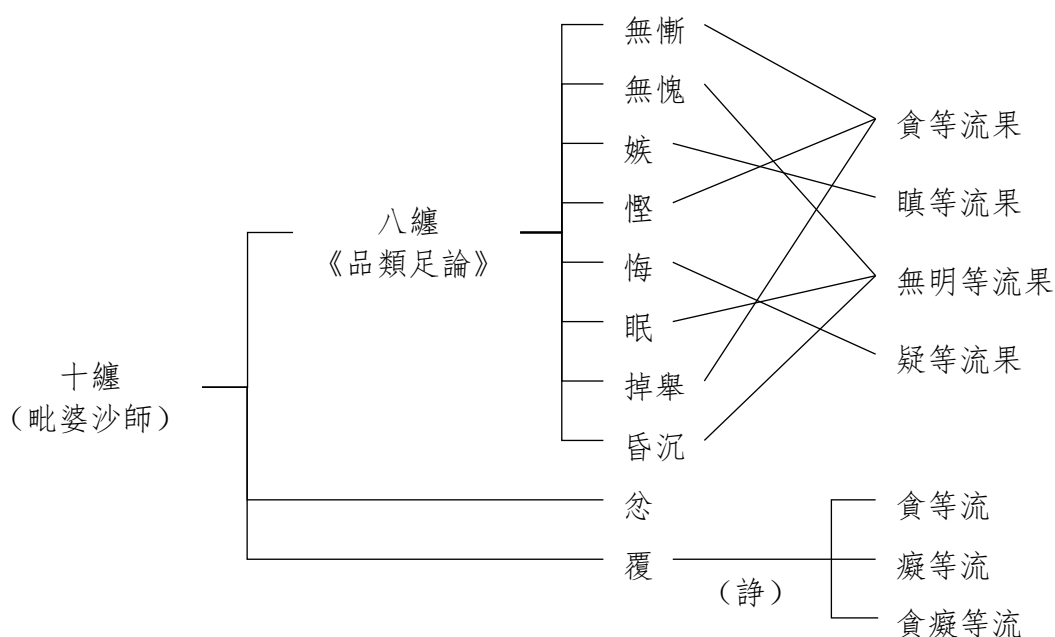 無慚
無愧
嫉
慳
悔
眠
掉舉
昏沉
忿
覆
八纏
《品類足論》
十纏
（毗婆沙師）
貪等流果
瞋等流果
無明等流果
疑等流果
（諍）
貪等流
癡等流
貪癡等流